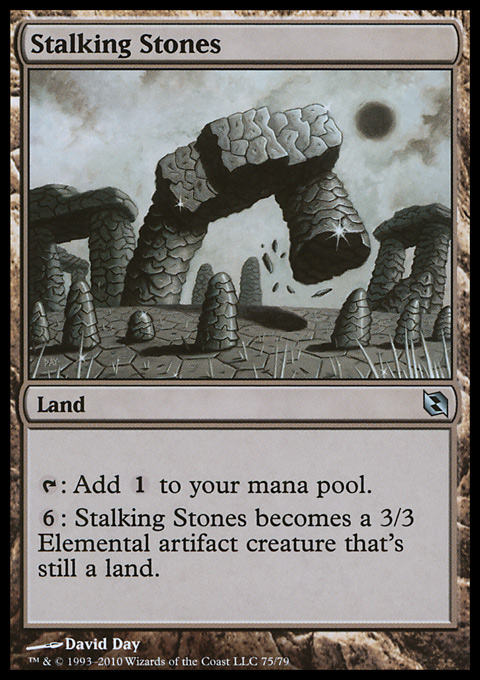 Stalking Stones
DAY
Land
: Add 1 to your mana pool.
6: Stalking Stones becomes a 3/3
Elemental artifact creature that's
still a land.
David Day
™ & © 1993–2010 Wizards of the Coast LLC 75/79